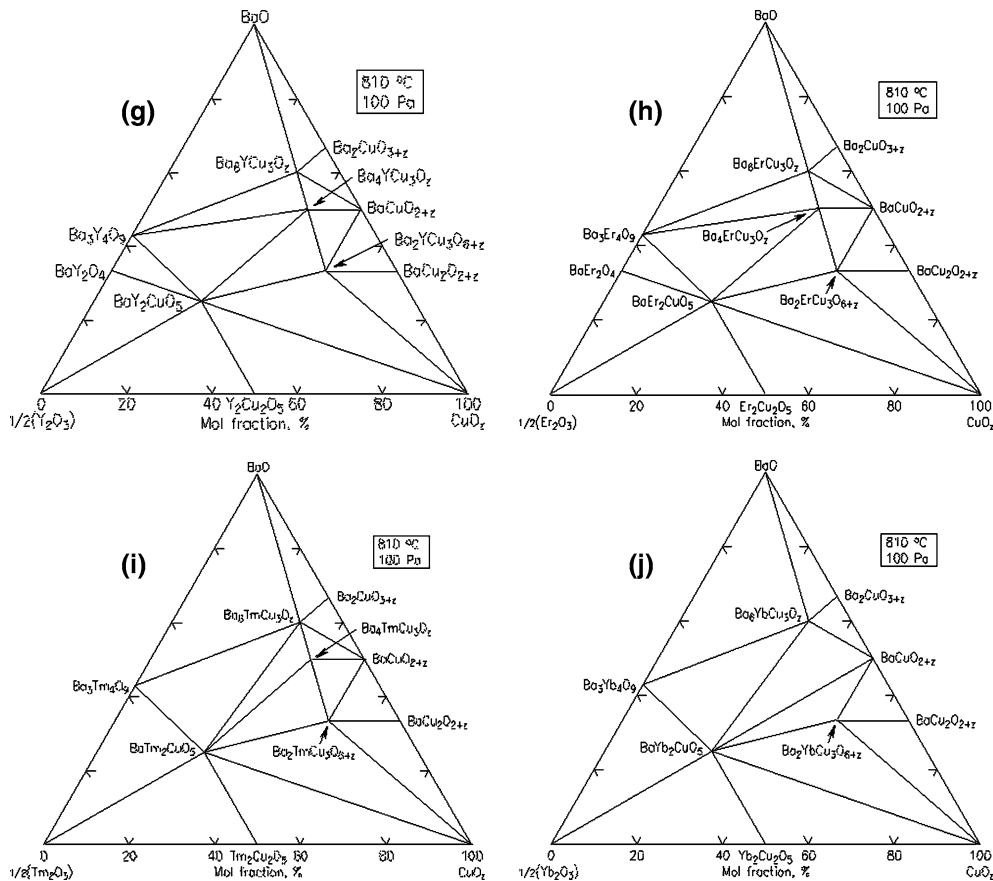 BaO
810 ºC
100 Pa
(g)
Ba6YCu3Oz
Ba2CuO3+z
Ba4YCu3Oz
BaCuO2+z
Ba3Y4O9
Ba2YCu3O6+z
BaY2O4
BaCu2O2+z
BaY2CuO5
0 20 40 Y2Cu2O5 60 80 100
1/2(Y2O3) Mol fraction, % CuOz
BaO
810 ºC
100 Pa
(h)
Ba2CuO3+z
Ba6ErCu3Oz
BaCuO2+z
Ba3Er4O9
Ba4ErCu3Oz
BaEr2O4
BaCu2O2+z
BaEr2CuO5
Ba2ErCu3O6+z
0 20 40 Er2Cu2O5 60 80 100
1/2(Er2O3) Mol fraction, % CuOz
BaO
810 ºC
100 Pa
(i)
Ba2CuO3+z
Ba6TmCu3Oz
Ba4TmCu3Oz
BaCuO2+z
Ba3Tm4O9
BaCu2O2+z
BaTm2CuO5
Ba2TmCu3O6+z
0 20 40 Tm2Cu2O5 60 80 100
1/2(Tm2O3) Mol fraction, % CuOz
BaO
810 ºC
100 Pa
(j)
Ba2CuO3+z
Ba6YbCu3Oz
BaCuO2+z
Ba3Yb4O9
BaCu2O2+z
BaYb2CuO5
Ba2YbCu3O6+z
0 20 40 Yb2Cu2O5 60 80 100
1/2(Yb2O3) Mol fraction, % CuOz